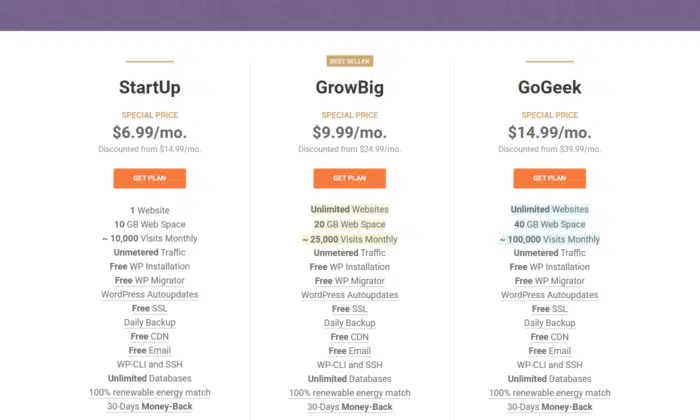 StartUp
SPECIAL PRICE
$6.99/mo.
Discounted from $14.99/mo.
GET PLAN
1 Website
10 GB Web Space
~ 10,000 Visits Monthly
Unmetered Traffic
Free WP Installation
Free WP Migrator
WordPress Autoupdates
Free SSL
Daily Backup
Free CDN
Free Email
WP-CLI and SSH
Unlimited Databases
100% renewable energy match
30-Days Money-Back
BEST SELLER
GrowBig
SPECIAL PRICE
$9.99/mo.
Discounted from $24.99/mo.
GET PLAN
Unlimited Websites
20 GB Web Space
~ 25,000 Visits Monthly
Unmetered Traffic
Free WP Installation
Free WP Migrator
WordPress Autoupdates
Free SSL
Daily Backup
Free CDN
Free Email
WP-CLI and SSH
Unlimited Databases
100% renewable energy match
30-Days Money-Back
GoGeek
SPECIAL PRICE
$14.99/mo.
Discounted from $39.99/mo.
GET PLAN
Unlimited Websites
40 GB Web Space
~ 100,000 Visits Monthly
Unmetered Traffic
Free WP Installation
Free WP Migrator
WordPress Autoupdates
Free SSL
Daily Backup
Free CDN
Free Email
WP-CLI and SSH
Unlimited Databases
100% renewable energy match
30-Days Money-Back